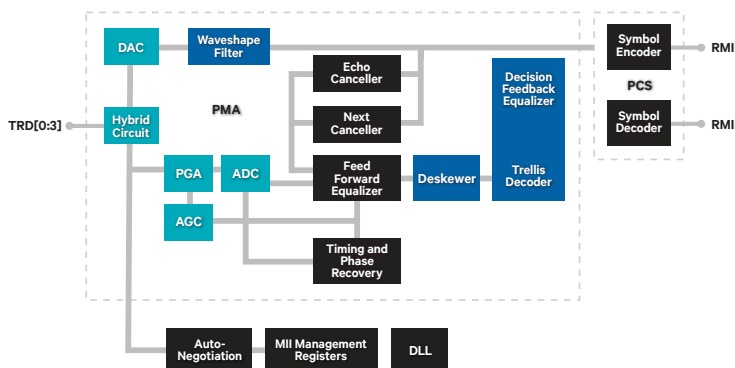 DAC
Waveshape
Filter
Echo
Canceller
Symbol
Encoder
RMI
Decision
Feedback
Equalizer
PCS
TRD[0:3]
Hybrid
Circuit
PMA
Next
Canceller
Symbol
Decoder
RMI
PGA
ADC
Feed
Forward
Equalizer
Deskewer
Trellis
Decoder
AGC
Timing and
Phase
Recovery
Auto-
Negotiation
MII Management
Registers
DLL